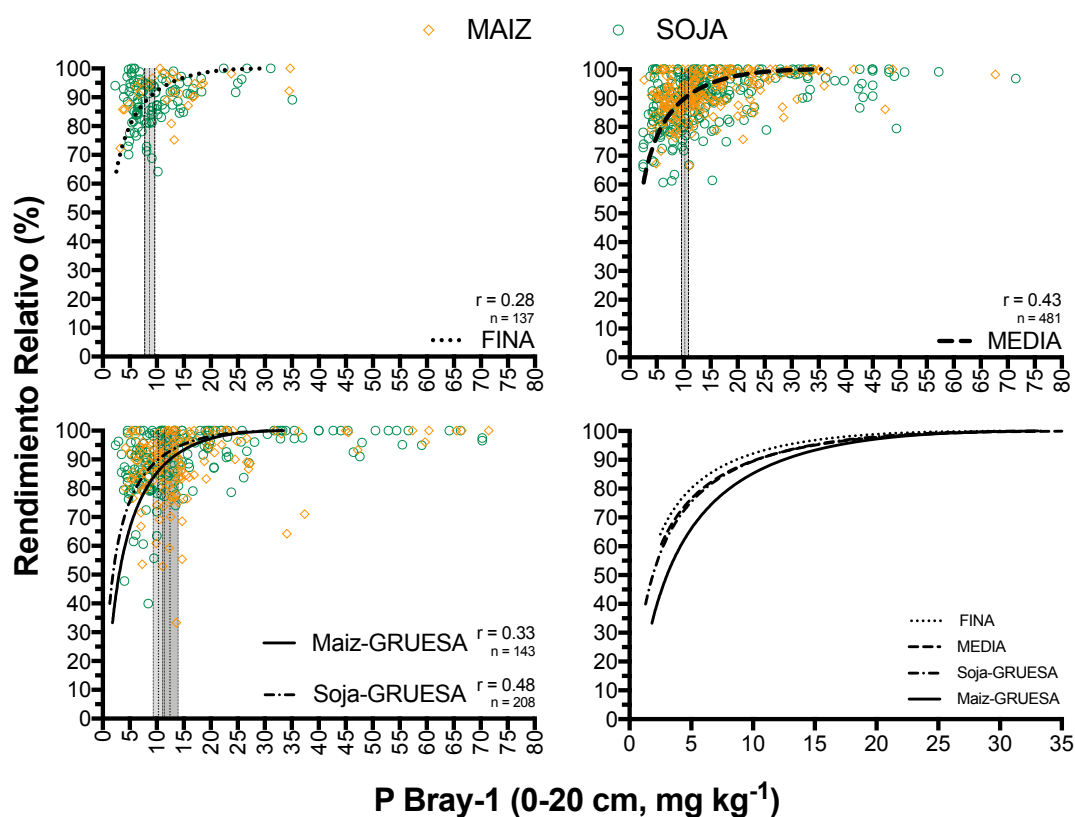 MAIZ SOJA
Rendimiento Relativo (%)
100
90
80
70
60
50
40
30
20
10
0
0 5 10 15 20 25 30 35 40 45 50 55 60 65 70 75 80
r = 0.28
n = 137
FINA
100
90
80
70
60
50
40
30
20
10
0
0 5 10 15 20 25 30 35 40 45 50 55 60 65 70 75 80
r = 0.43
n = 481
MEDIA
100
90
80
70
60
50
40
30
20
10
0
0 5 10 15 20 25 30 35 40 45 50 55 60 65 70 75 80
Maiz-GRUESA r = 0.33
n = 143
Soja-GRUESA r = 0.48
n = 208
100
90
80
70
60
50
40
30
20
10
0
0 5 10 15 20 25 30 35
FINA
MEDIA
Soja-GRUESA
Maiz-GRUESA
P Bray-1 (0-20 cm, mg kg⁻¹)